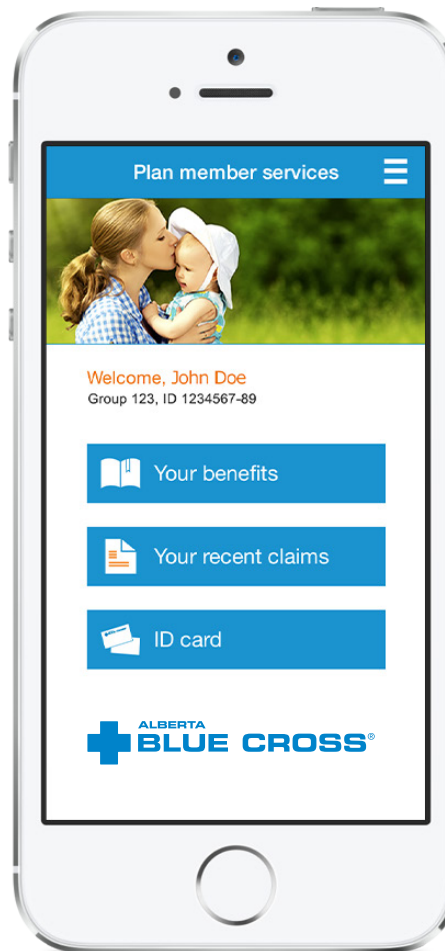 Plan member services
Welcome, John Doe
Group 123, ID 1234567-89
Your benefits
Your recent claims
ID card
ALBERTA
BLUE CROSS®